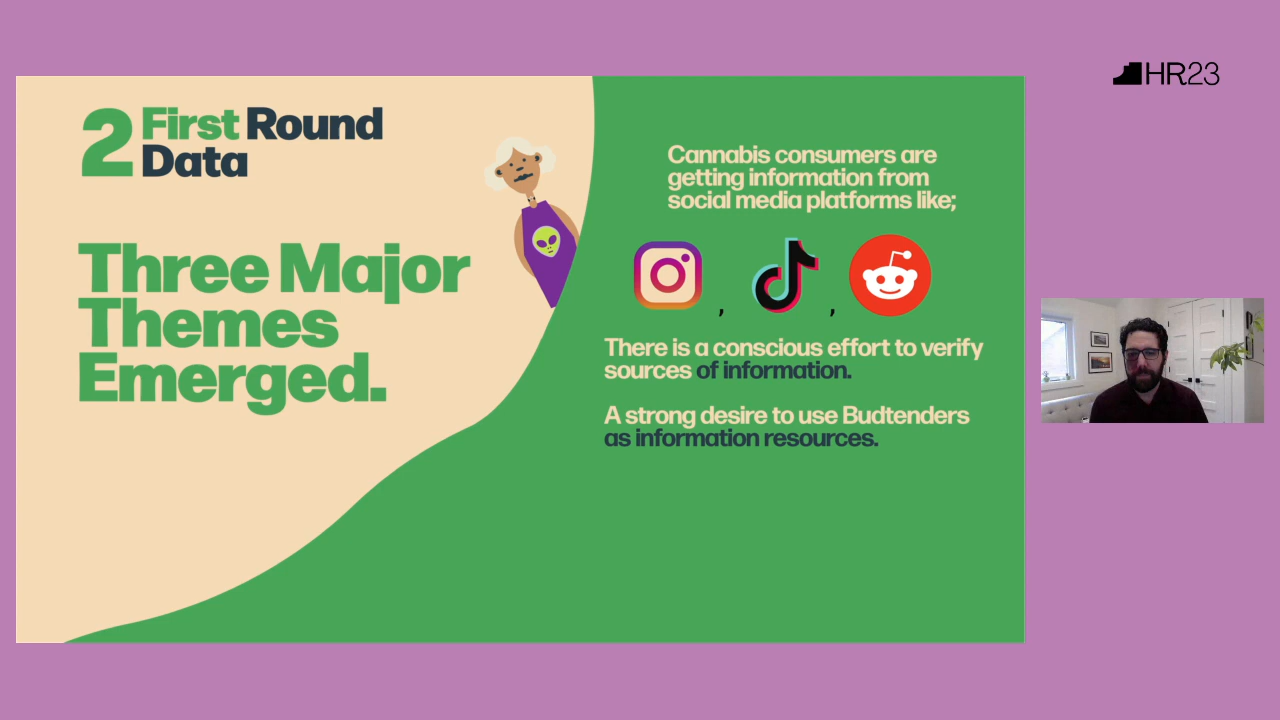 HR23
2 First Round
Data
Three Major
Themes
Emerged.
Cannabis consumers are
getting information from
social media platforms like;
, ,
There is a conscious effort to verify
sources of information.
A strong desire to use Budtenders
as information resources.